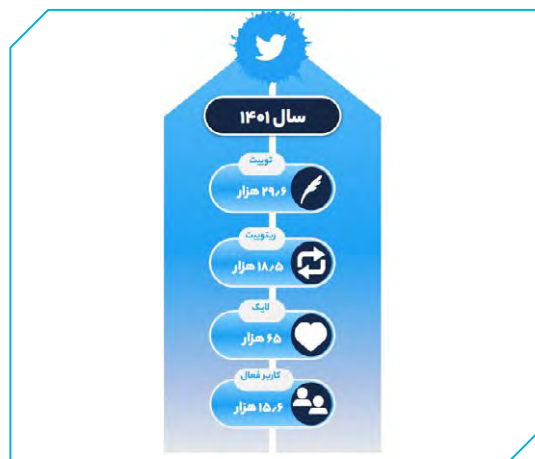 سال ۱۴۰۱
توییت
۲۹٫۶ هزار
ریتوییت
۱۸٫۵ هزار
لایک
۶۵ هزار
کاربر فعال
۱۵٫۶ هزار